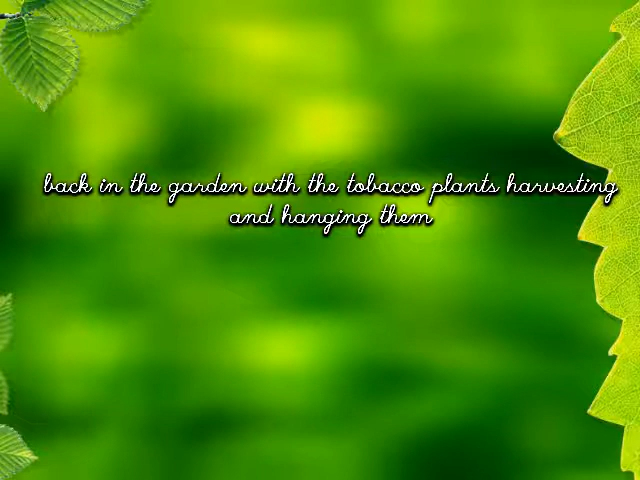 back in the garden with the tobacco plants harvesting
and hanging them